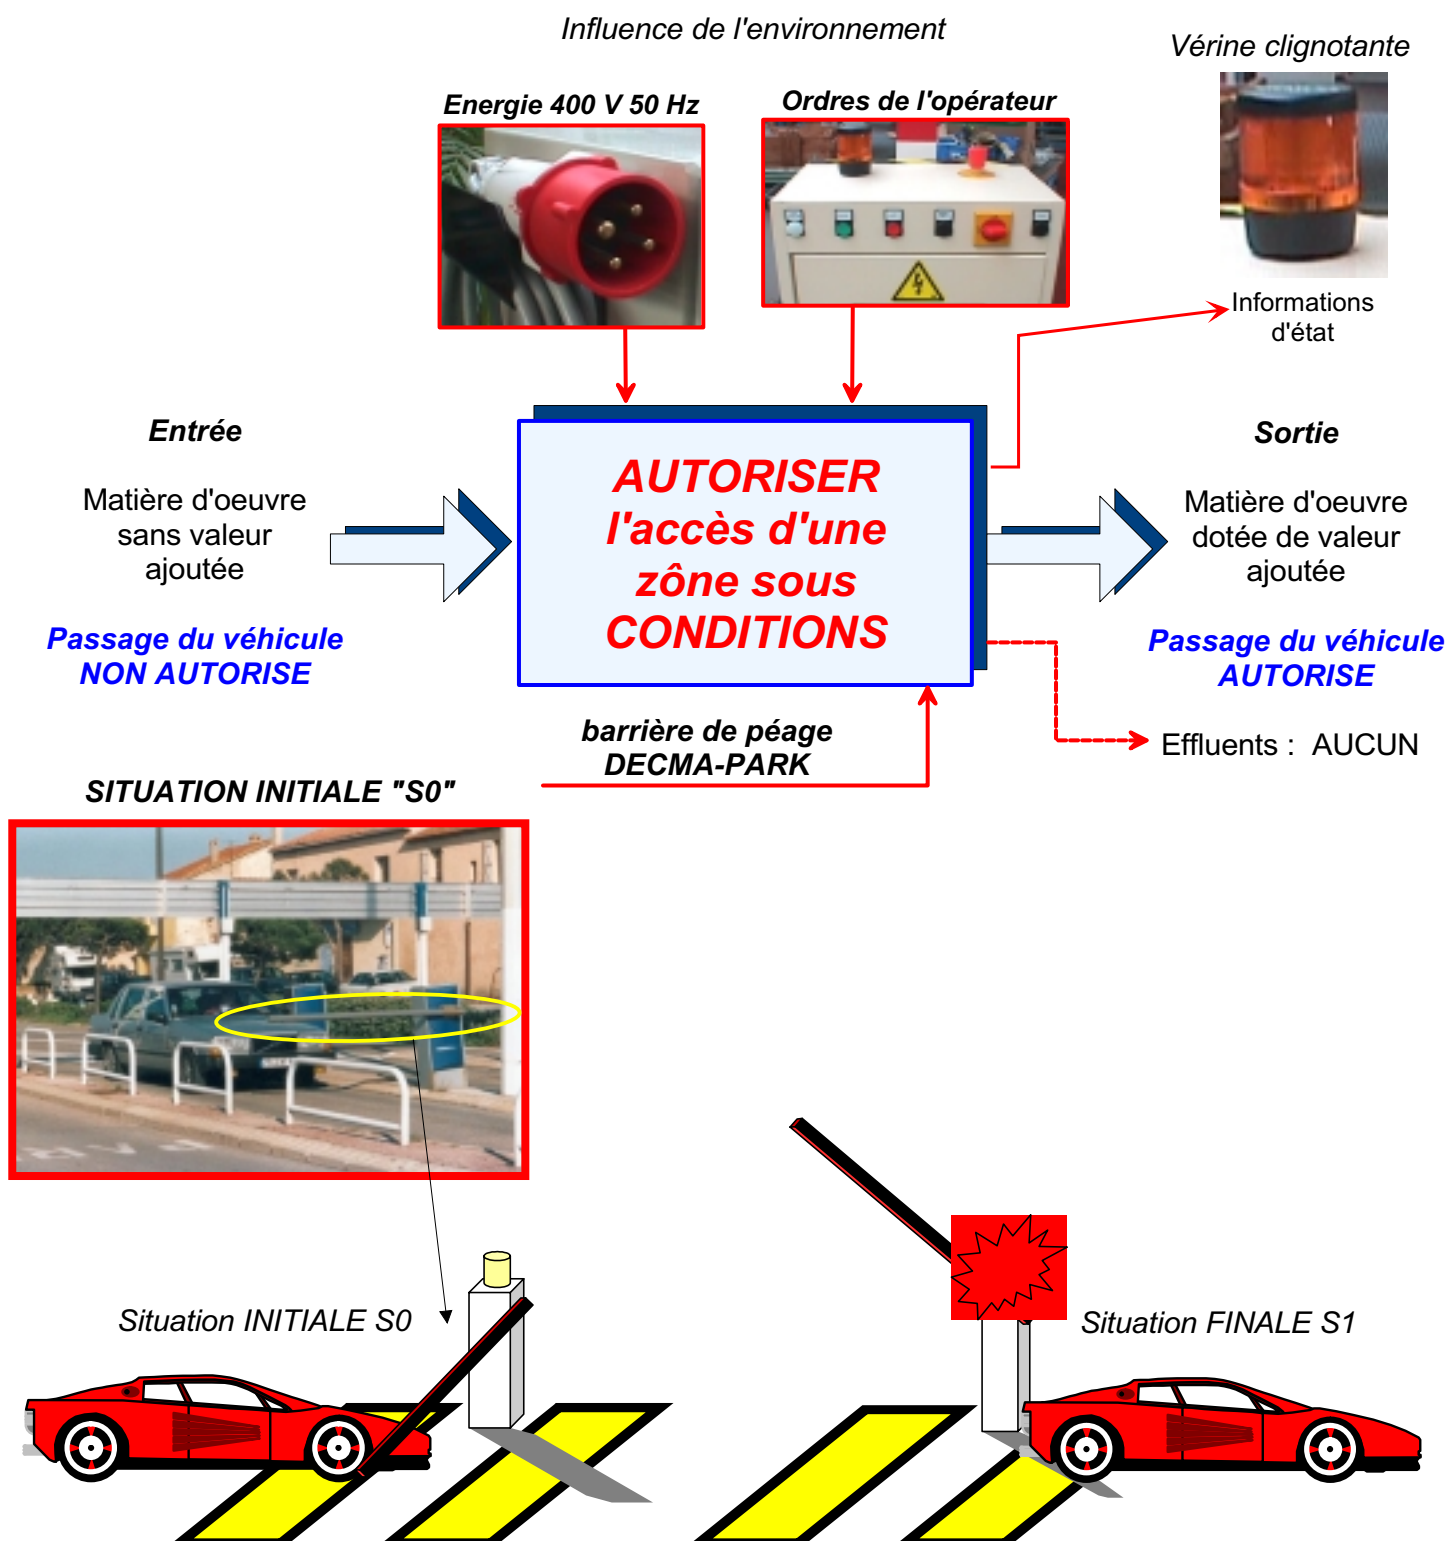 Influence de l'environnement
Vérine clignotante
Energie 400 V 50 Hz
Ordres de l'opérateur
Informations
d'état
Entrée
Matière d'oeuvre
sans valeur
ajoutée
Passage du véhicule
NON AUTORISE
AUTORISER
l'accès d'une
zône sous
CONDITIONS
Sortie
Matière d'oeuvre
dotée de valeur
ajoutée
Passage du véhicule
AUTORISE
barrière de péage
DECMA-PARK
Effluents : AUCUN
SITUATION INITIALE "S0"
Situation INITIALE S0
Situation FINALE S1